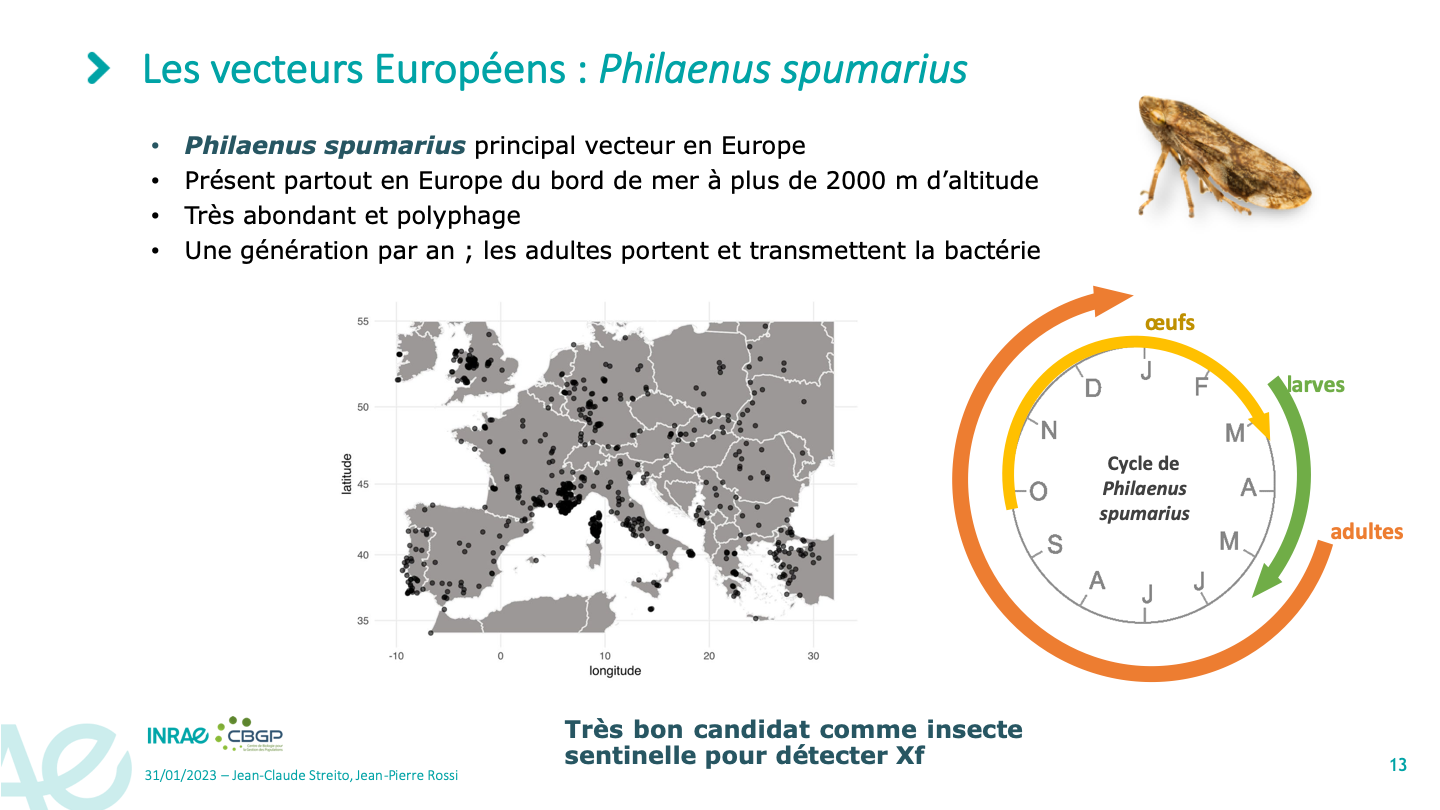 Les vecteurs Européens : Philaenus spumarius
• Philaenus spumarius principal vecteur en Europe
• Présent partout en Europe du bord de mer à plus de 2000 m d’altitude
• Très abondant et polyphage
• Une génération par an ; les adultes portent et transmettent la bactérie
55
50
45
40
35
latitude
-10 0 10 20 30
longitude
œufs
larves
adultes
J
F
M
A
M
J
J
A
S
O
N
D
Cycle de
Philaenus
spumarius
Très bon candidat comme insecte
sentinelle pour détecter Xf
INRAE
CBGP
31/01/2023 – Jean-Claude Streito, Jean-Pierre Rossi
13